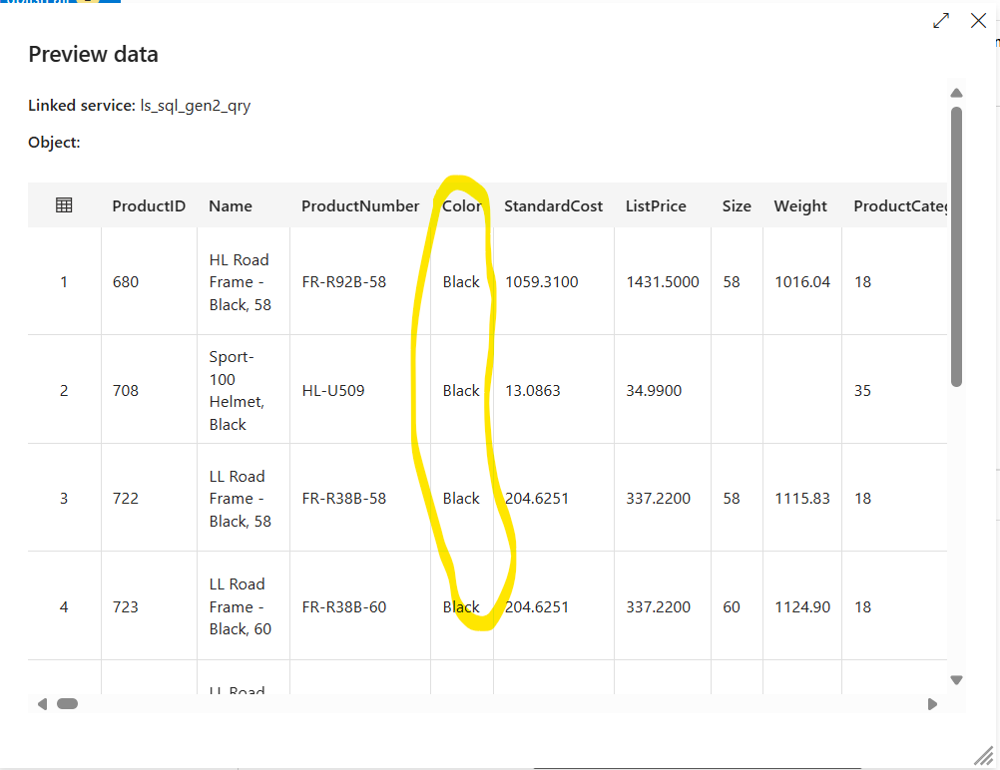 Preview data
Linked service: ls_sql_gen2_qry
Object:
ProductID Name ProductNumber Color StandardCost ListPrice Size Weight ProductCateg
1 680 HL Road Frame - Black, 58 FR-R92B-58 Black 1059.3100 1431.5000 58 1016.04 18
2 708 Sport-100 Helmet, Black HL-U509 Black 13.0863 34.9900 35
3 722 LL Road Frame - Black, 58 FR-R38B-58 Black 204.6251 337.2200 58 1115.83 18
4 723 LL Road Frame - Black, 60 FR-R38B-60 Black 204.6251 337.2200 60 1124.90 18
LL Road